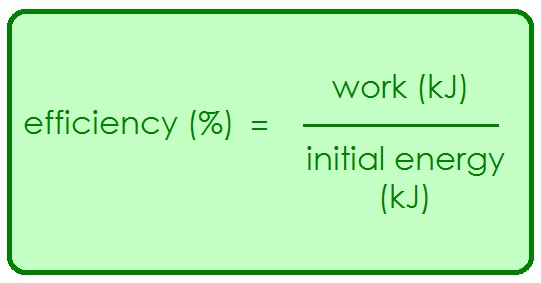 work (kJ)
efficiency (%) =
initial energy
(kJ)